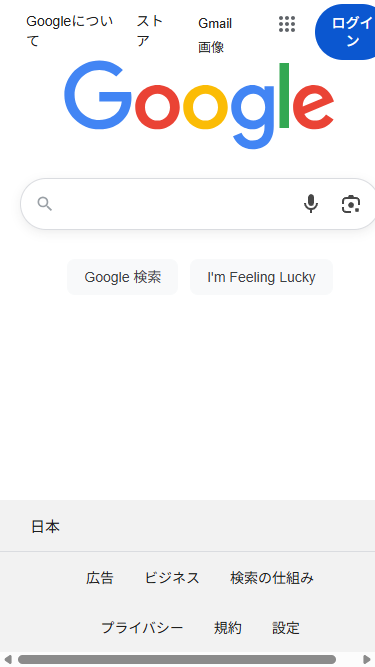 Googleについ
て
スト
ア
Gmail
画像
ログイ
ン
Google
Google 検索
I'm Feeling Lucky
日本
広告 ビジネス 検索の仕組み
プライバシー 規約 設定